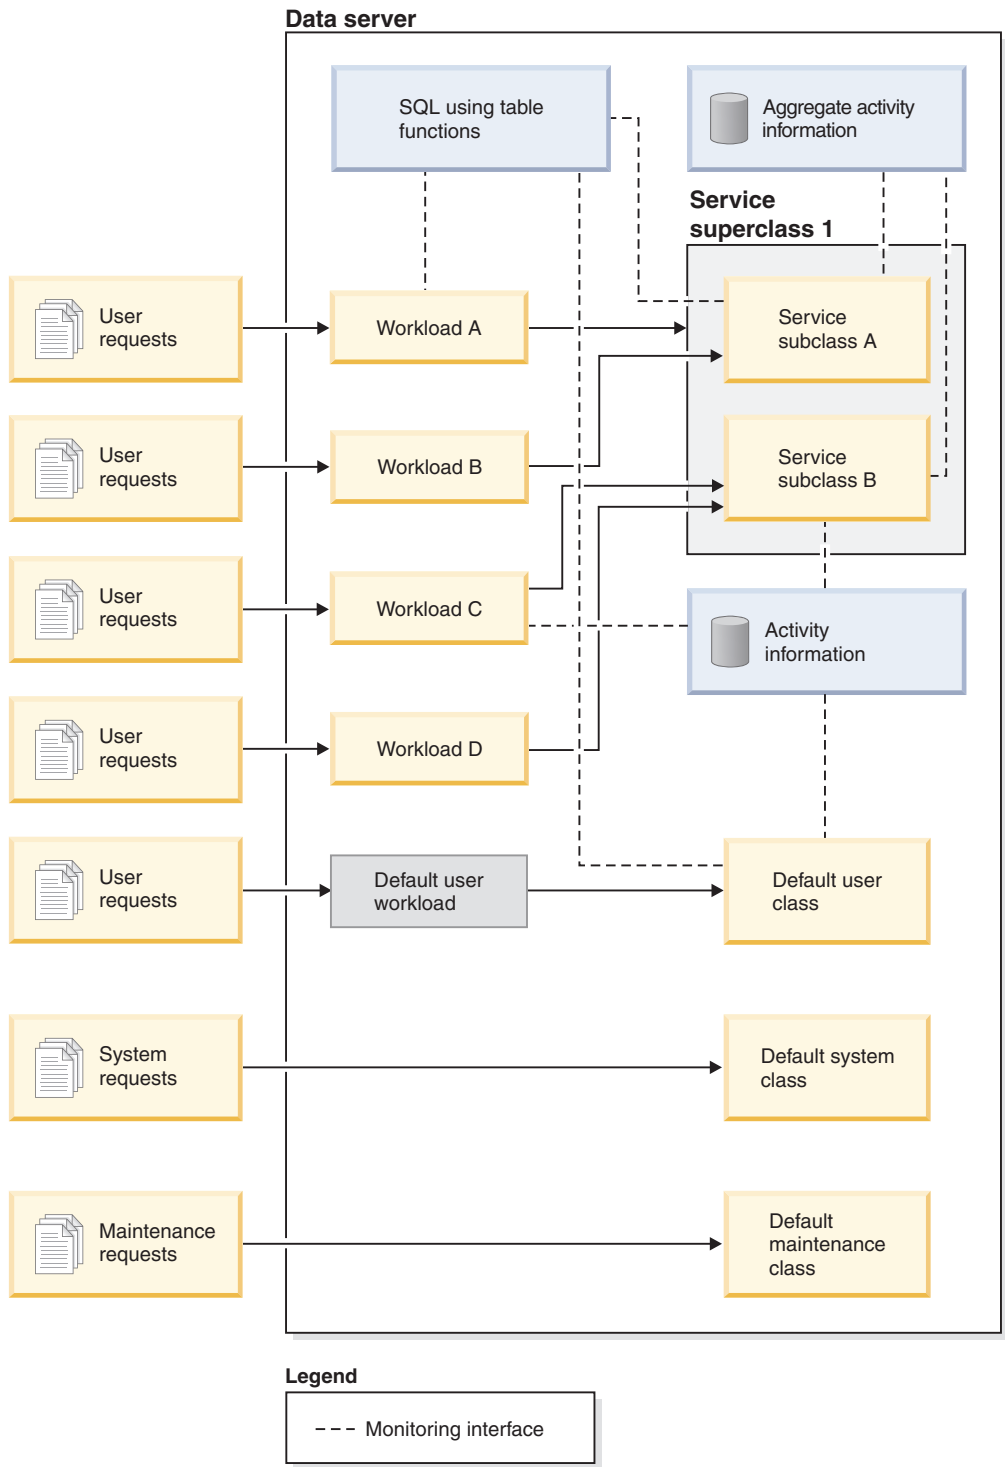 Data server
SQL using table
functions
Aggregate activity
information
Service
superclass 1
User
requests
Workload A
Service
subclass A
User
requests
Workload B
Service
subclass B
User
requests
Workload C
Activity
information
User
requests
Workload D
User
requests
Default user
workload
Default user
class
System
requests
Default system
class
Maintenance
requests
Default
maintenance
class
Legend
Monitoring interface